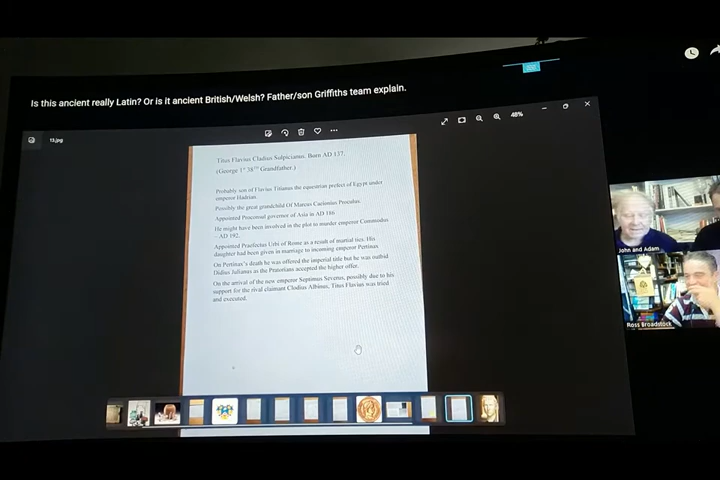 Is this ancient really Latin? Or is it ancient British/Welsh? Father/son Griffiths team explain.
13.jpg
48%
Titus Flavius Cladius Sulpicianus. Born AD 137.
(George 1st 38TH Grandfather.)
Probably son of Flavius Titianus the equestrian prefect of Egypt under
emperor Hadrian.
Possibly the great grandchild Of Marcus Carionius Proculus.
Appointed Proconsul governor of Asia in AD 186
He might have been involved in the plot to murder emperor Commodus
– AD 192.
Appointed Praefectus Urbi of Rome as a result of martial ties. His
daughter had been given in marriage to incoming emperor Pertinax
On Pertinax's death he was offered the imperial title but he was outbid
Didius Julianus as the Pratorians accepted the higher offer.
On the arrival of the new emperor Septimus Severus, possibly due to his
support for the rival claimant Clodius Albinus, Titus Flavius was tried
and executed.
John and Adam
Ross Broadstock